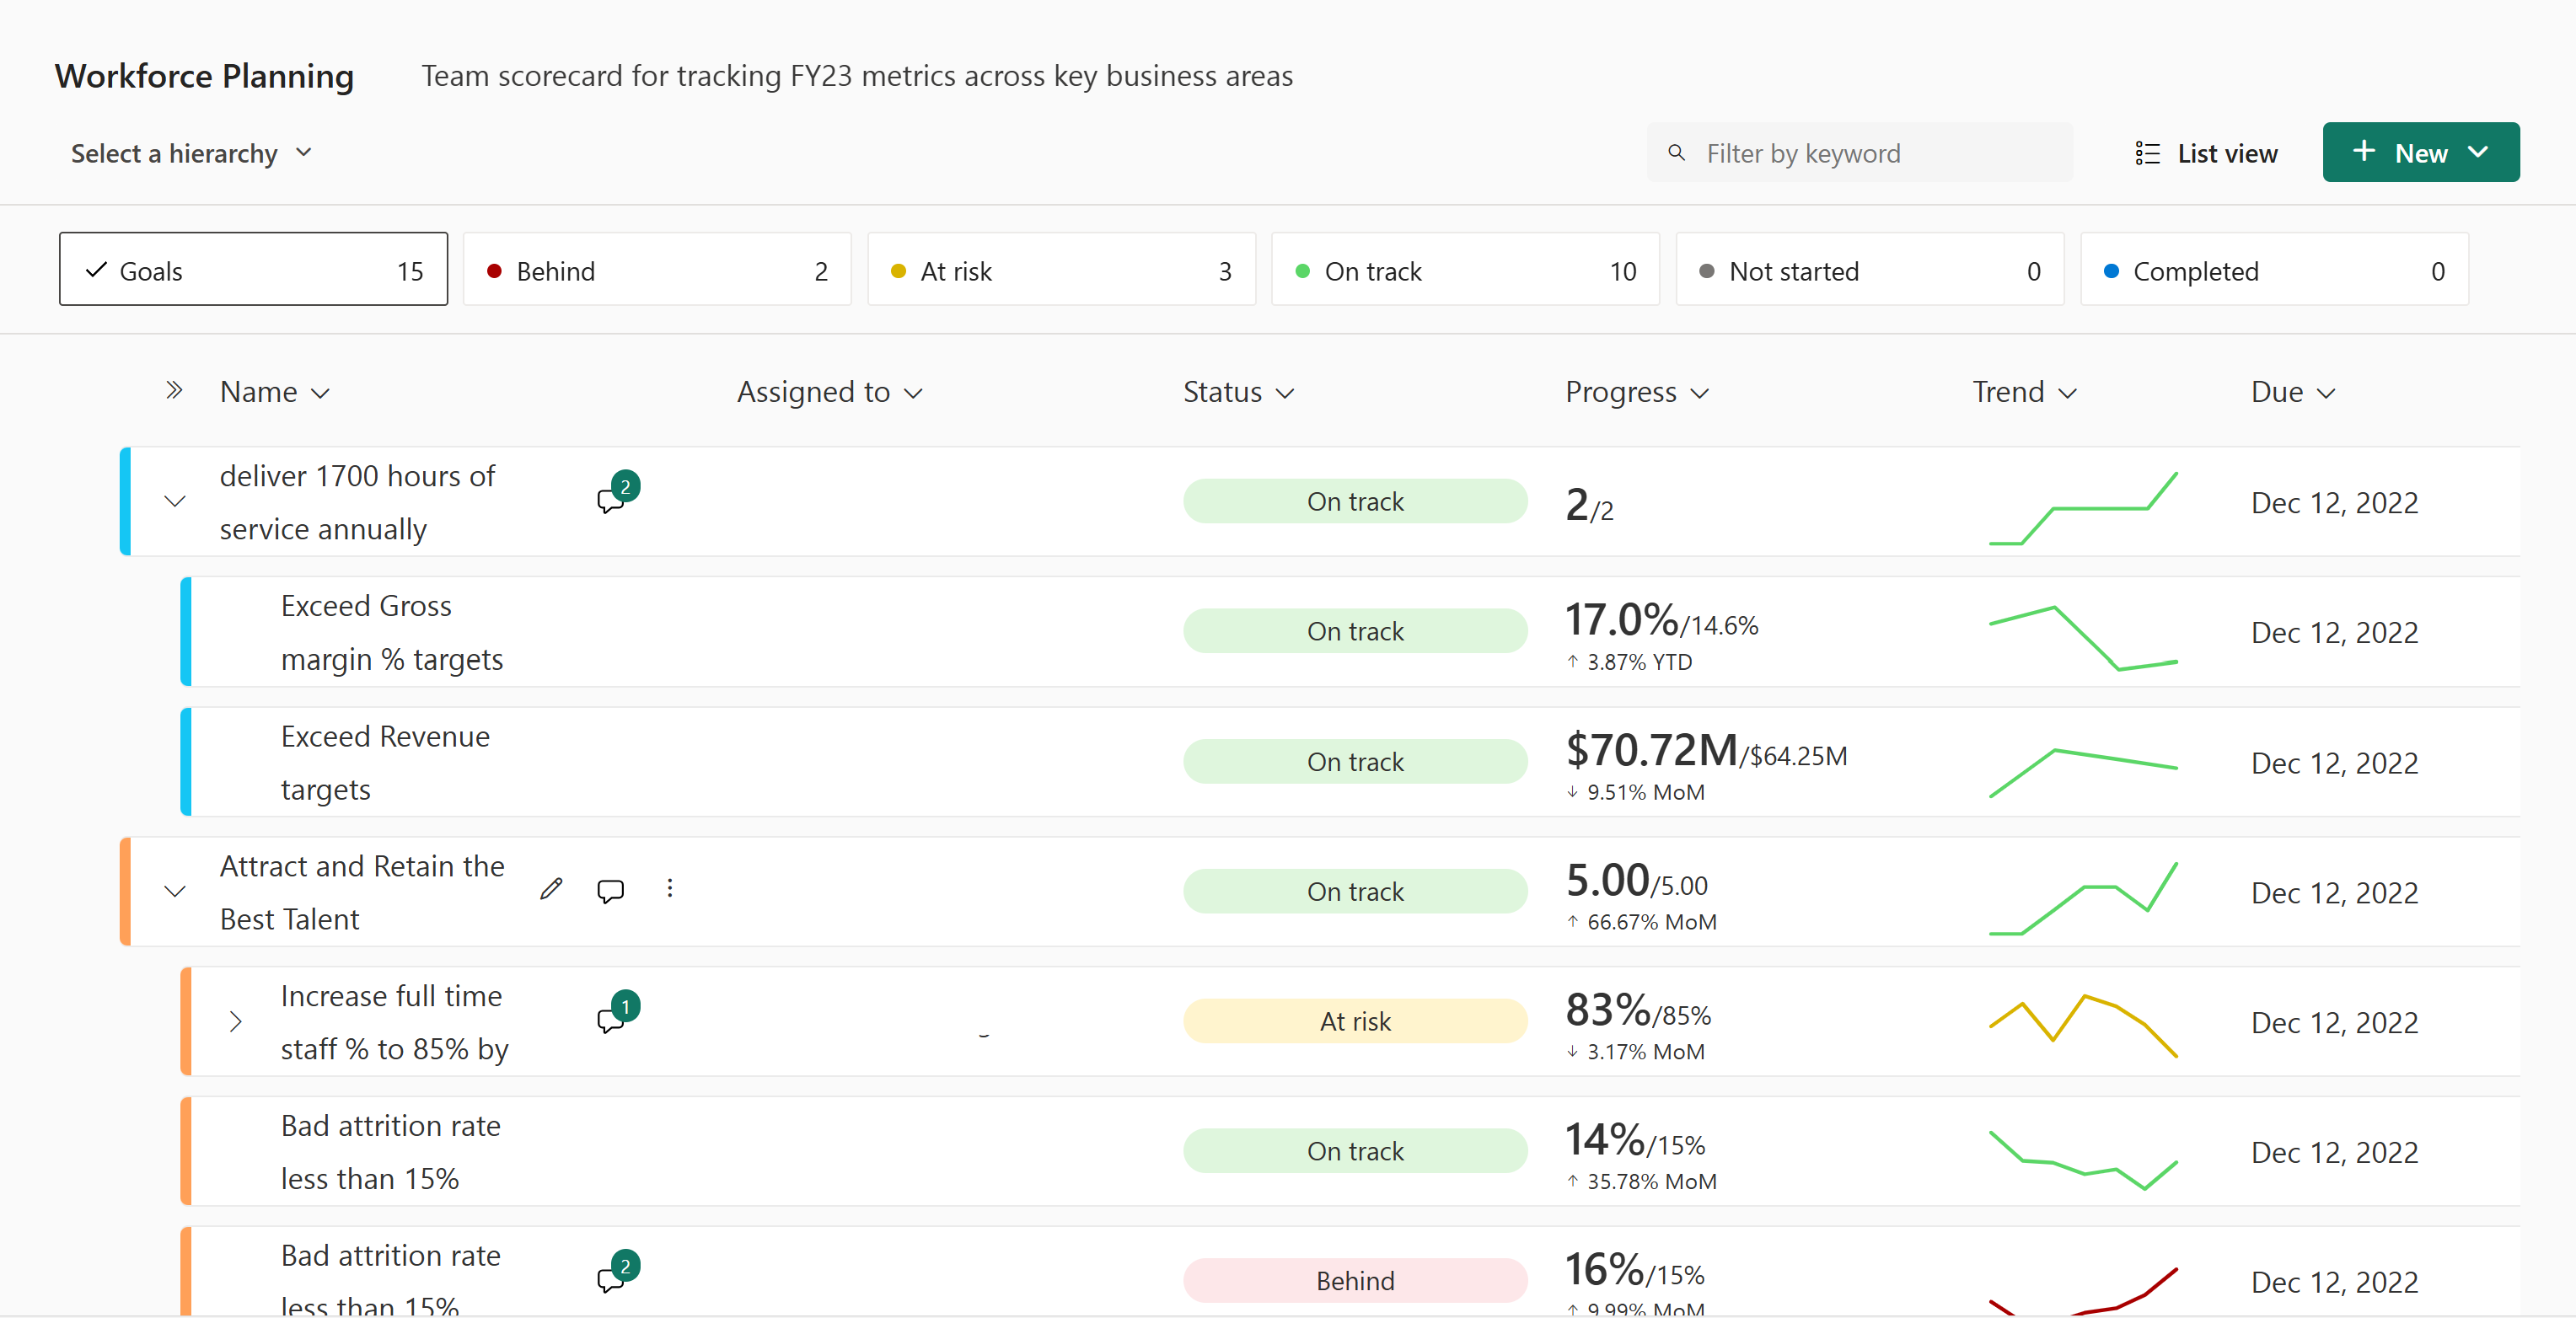 Workforce Planning
Team scorecard for tracking FY23 metrics across key business areas
Select a hierarchy
Filter by keyword
List view
+ New
Goals 15
Behind 2
At risk 3
On track 10
Not started 0
Completed 0
Name Assigned to Status Progress Trend Due
deliver 1700 hours of
service annually
2
On track
2/2
Dec 12, 2022
Exceed Gross
margin % targets
On track
17.0%/14.6%
↑ 3.87% YTD
Dec 12, 2022
Exceed Revenue
targets
On track
$70.72M/$64.25M
↓ 9.51% MoM
Dec 12, 2022
Attract and Retain the
Best Talent
On track
5.00/5.00
↑ 66.67% MoM
Dec 12, 2022
Increase full time
staff % to 85% by
1
At risk
83%/85%
↓ 3.17% MoM
Dec 12, 2022
Bad attrition rate
less than 15%
On track
14%/15%
↑ 35.78% MoM
Dec 12, 2022
Bad attrition rate
less than 15%
2
Behind
16%/15%
↑ 9.99% MoM
Dec 12, 2022